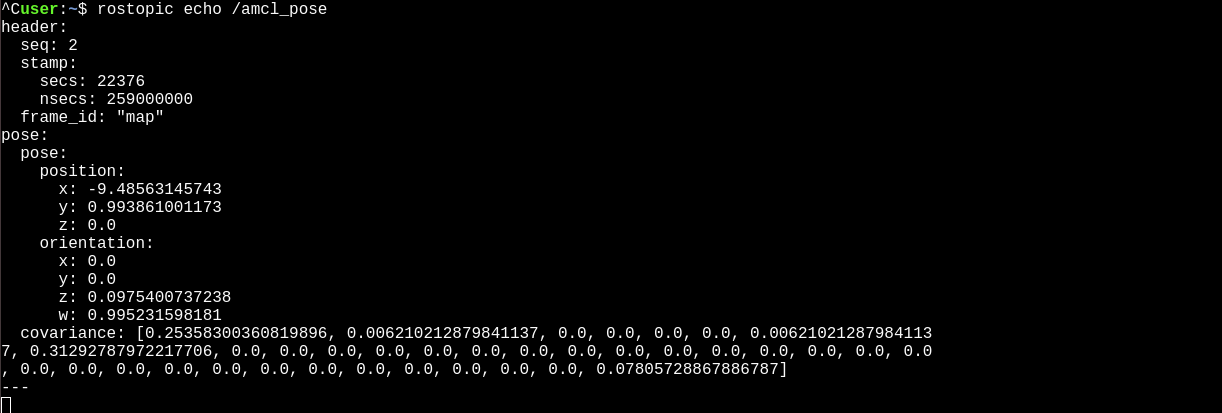 ^Cuser:~$ rostopic echo /amcl_pose
header:
  seq: 2
  stamp:
    secs: 22376
    nsecs: 259000000
  frame_id: "map"
pose:
  pose:
    position:
      x: -9.48563145743
      y: 0.993861001173
      z: 0.0
    orientation:
      x: 0.0
      y: 0.0
      z: 0.0975400737238
      w: 0.995231598181
  covariance: [0.25358300360819896, 0.006210212879841137, 0.0, 0.0, 0.0, 0.0, 0.00621021287984113
7, 0.31292787972217706, 0.0, 0.0, 0.0, 0.0, 0.0, 0.0, 0.0, 0.0, 0.0, 0.0, 0.0, 0.0, 0.0, 0.0, 0.0
, 0.0, 0.0, 0.0, 0.0, 0.0, 0.0, 0.0, 0.0, 0.0, 0.0, 0.0, 0.0, 0.07805728867886787]
---